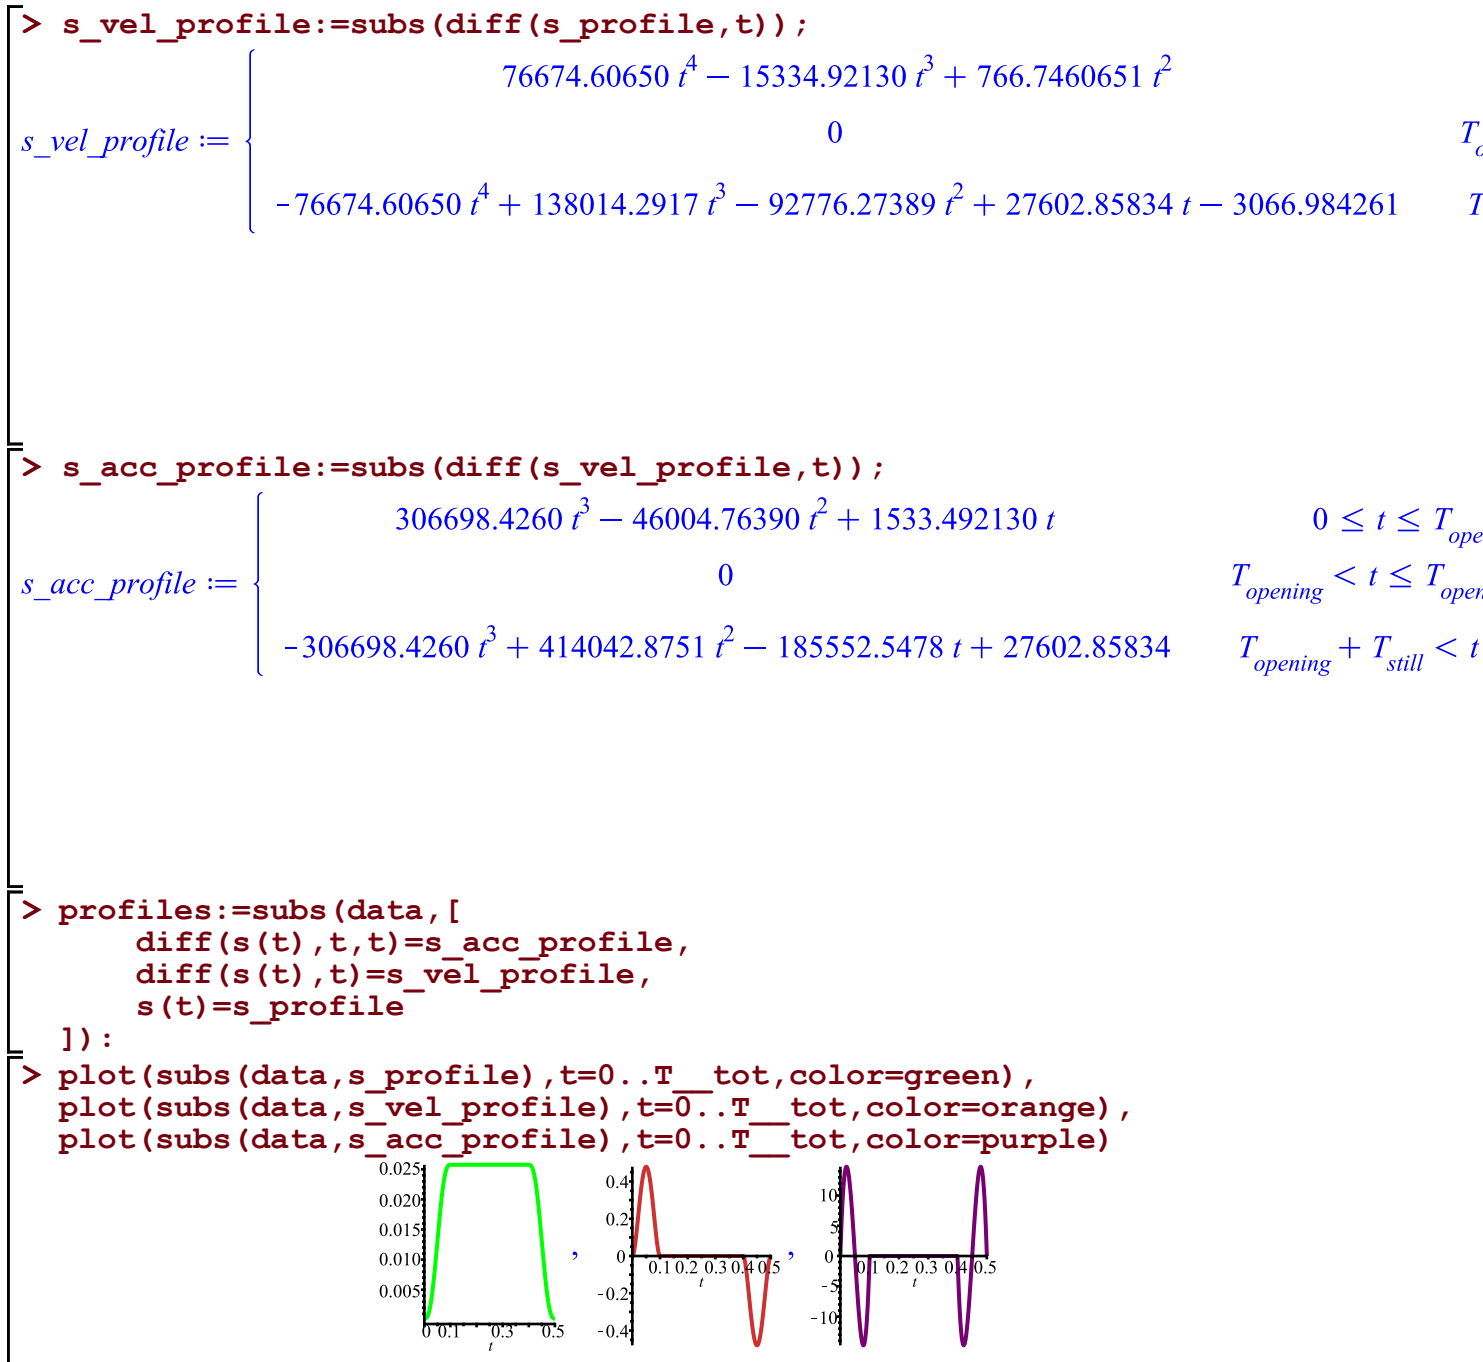 > s_vel_profile:=subs(diff(s_profile,t));
76674.60650 t^4 − 15334.92130 t^3 + 766.7460651 t^2
s_vel_profile := { 0 T_o
-76674.60650 t^4 + 138014.2917 t^3 − 92776.27389 t^2 + 27602.85834 t − 3066.984261 T
> s_acc_profile:=subs(diff(s_vel_profile,t));
306698.4260 t^3 − 46004.76390 t^2 + 1533.492130 t 0 ≤ t ≤ T_ope
s_acc_profile := { 0 T_opening < t ≤ T_open
-306698.4260 t^3 + 414042.8751 t^2 − 185552.5478 t + 27602.85834 T_opening + T_still < t
> profiles:=subs(data,[
diff(s(t),t,t)=s_acc_profile,
diff(s(t),t)=s_vel_profile,
s(t)=s_profile
]):
> plot(subs(data,s_profile),t=0..T__tot,color=green),
plot(subs(data,s_vel_profile),t=0..T__tot,color=orange),
plot(subs(data,s_acc_profile),t=0..T__tot,color=purple)
0.025
0.020
0.015
0.010
0.005
0 0.1 0.3 0.5
t
,
0.4
0.2
0
-0.2
-0.4
0.1 0.2 0.3 0.4 0.5
t
,
10
5
0
-5
-10
0.1 0.2 0.3 0.4 0.5
t